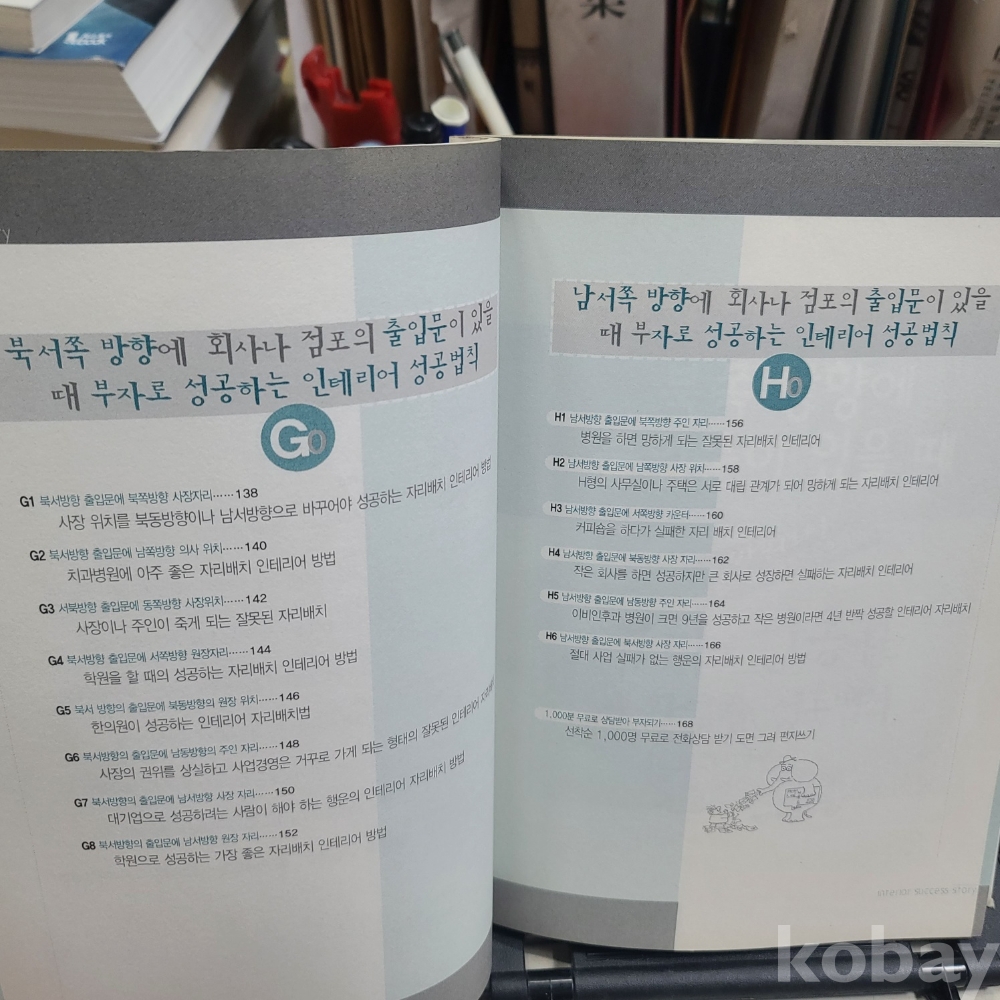 북서쪽 방향에 회사나 점포의 출입문이 있을
때 부자로 성공하는 인테리어 성공법칙
G0
G1 북서방향 출입문에 북쪽방향 사장자리……138
사장 위치를 북동방향이나 남서방향으로 바꾸어야 성공하는 자리배치 인테리어 방법
G2 북서방향 출입문에 남쪽방향 의사 위치……140
치과병원에 아주 좋은 자리배치 인테리어 방법
G3 서북방향 출입문에 동쪽방향 사장위치……142
사장이나 주인이 죽게 되는 잘못된 자리배치
G4 북서방향 출입문에 서쪽방향 원장자리……144
학원을 할 때의 성공하는 자리배치 인테리어 방법
G5 북서 방향의 출입문에 북동방향의 원장 위치……146
한의원이 성공하는 인테리어 자리배치법
G6 북서방향의 출입문에 남동방향의 주인 자리……148
사장의 권위를 상실하고 사업경영은 거꾸로 가게 되는 형태의 잘못된 인테리어 자리배치
G7 북서방향의 출입문에 남서방향 사장 자리……150
대기업으로 성공하려는 사람이 해야 하는 행운의 인테리어 자리배치 방법
G8 북서방향의 출입문에 남서방향 원장 자리……152
학원으로 성공하는 가장 좋은 자리배치 인테리어 방법
남서쪽 방향에 회사나 점포의 출입문이 있을
때 부자로 성공하는 인테리어 성공법칙
H0
H1 남서방향 출입문에 북쪽방향 주인 자리……156
병원을 하면 망하게 되는 잘못된 자리배치 인테리어
H2 남서방향 출입문에 남쪽방향 사장 위치……158
H형의 사무실이나 주택은 서로 대립 관계가 되어 망하게 되는 자리배치 인테리어
H3 남서방향 출입문에 서쪽방향 카운터……160
커피숍을 하다가 실패한 자리 배치 인테리어
H4 남서방향 출입문에 북동방향 사장 자리……162
작은 회사를 하면 성공하지만 큰 회사로 성장하면 실패하는 자리배치 인테리어
H5 남서방향 출입문에 남동방향 주인 자리……164
이비인후과 병원이 크면 9년을 성공하고 작은 병원이라면 4년 반짝 성공할 인테리어 자리배치
H6 남서방향 출입문에 북서방향 사장 자리……166
절대 사업 실패가 없는 행운의 자리배치 인테리어 방법
1,000분 무료로 상담받아 부자되기……168
선착순 1,000명 무료로 전화상담 받기 도면 그려 편지쓰기
INTERIOR SUCCESS STORY
kobay